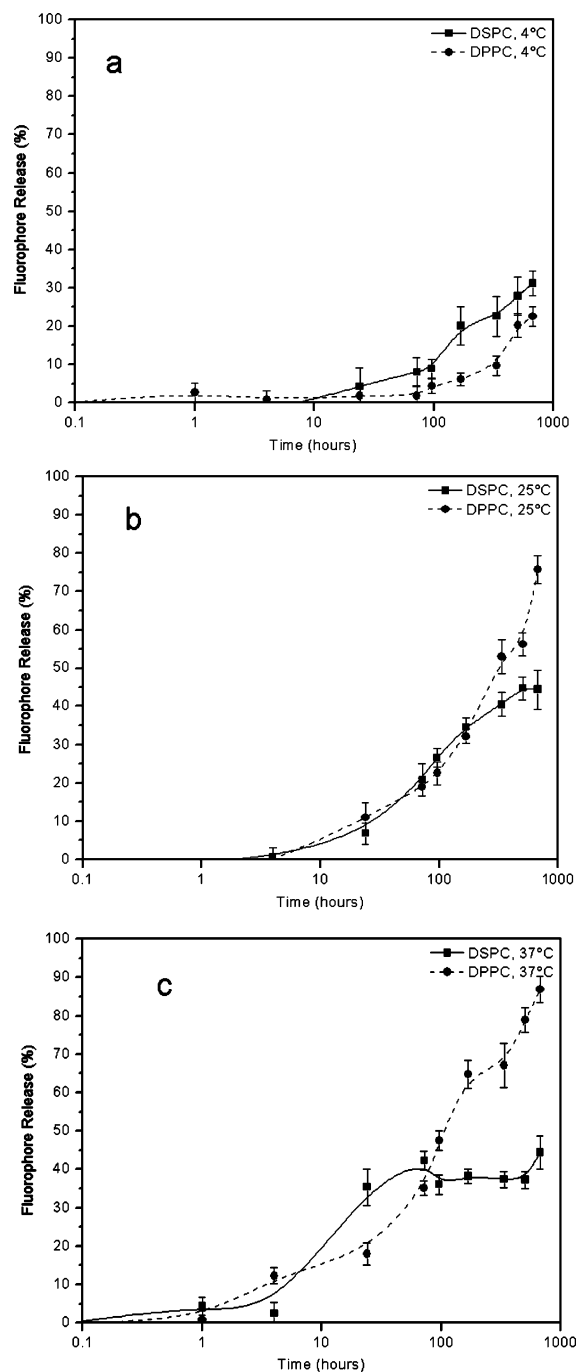 a
DSPC, 4°C
DPPC, 4°C
Fluorophore Release (%)
100
90
80
70
60
50
40
30
20
10
0
0.1 1 10 100 1000
Time (hours)
b
DSPC, 25°C
DPPC, 25°C
Fluorophore Release (%)
100
90
80
70
60
50
40
30
20
10
0
0.1 1 10 100 1000
Time (hours)
c
DSPC, 37°C
DPPC, 37°C
Fluorophore Release (%)
100
90
80
70
60
50
40
30
20
10
0
0.1 1 10 100 1000
Time (hours)